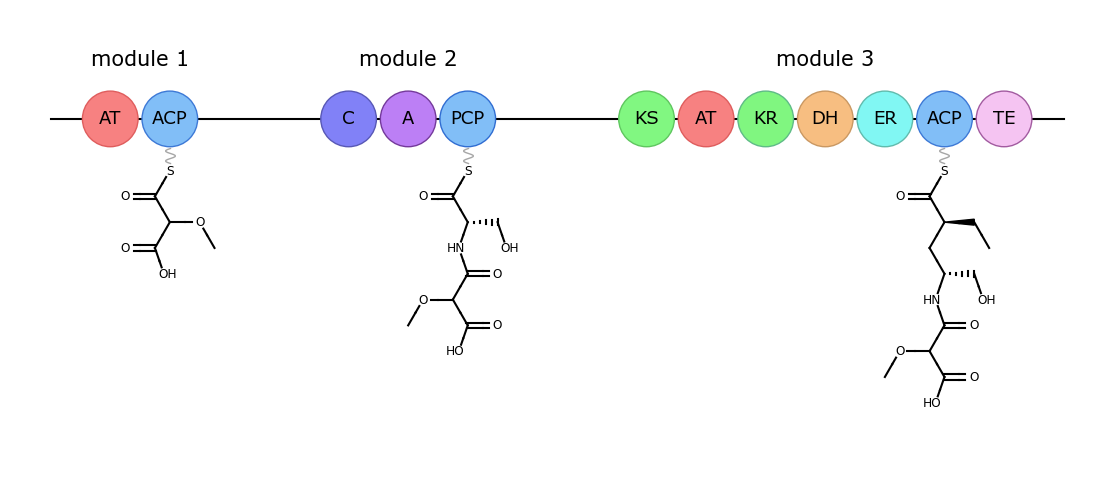 module 1 module 2 module 3
AT ACP C A PCP KS AT KR DH ER ACP TE
S S S
O O O
O
O HN OH
OH O HN OH
O O O
HO O
O
HO